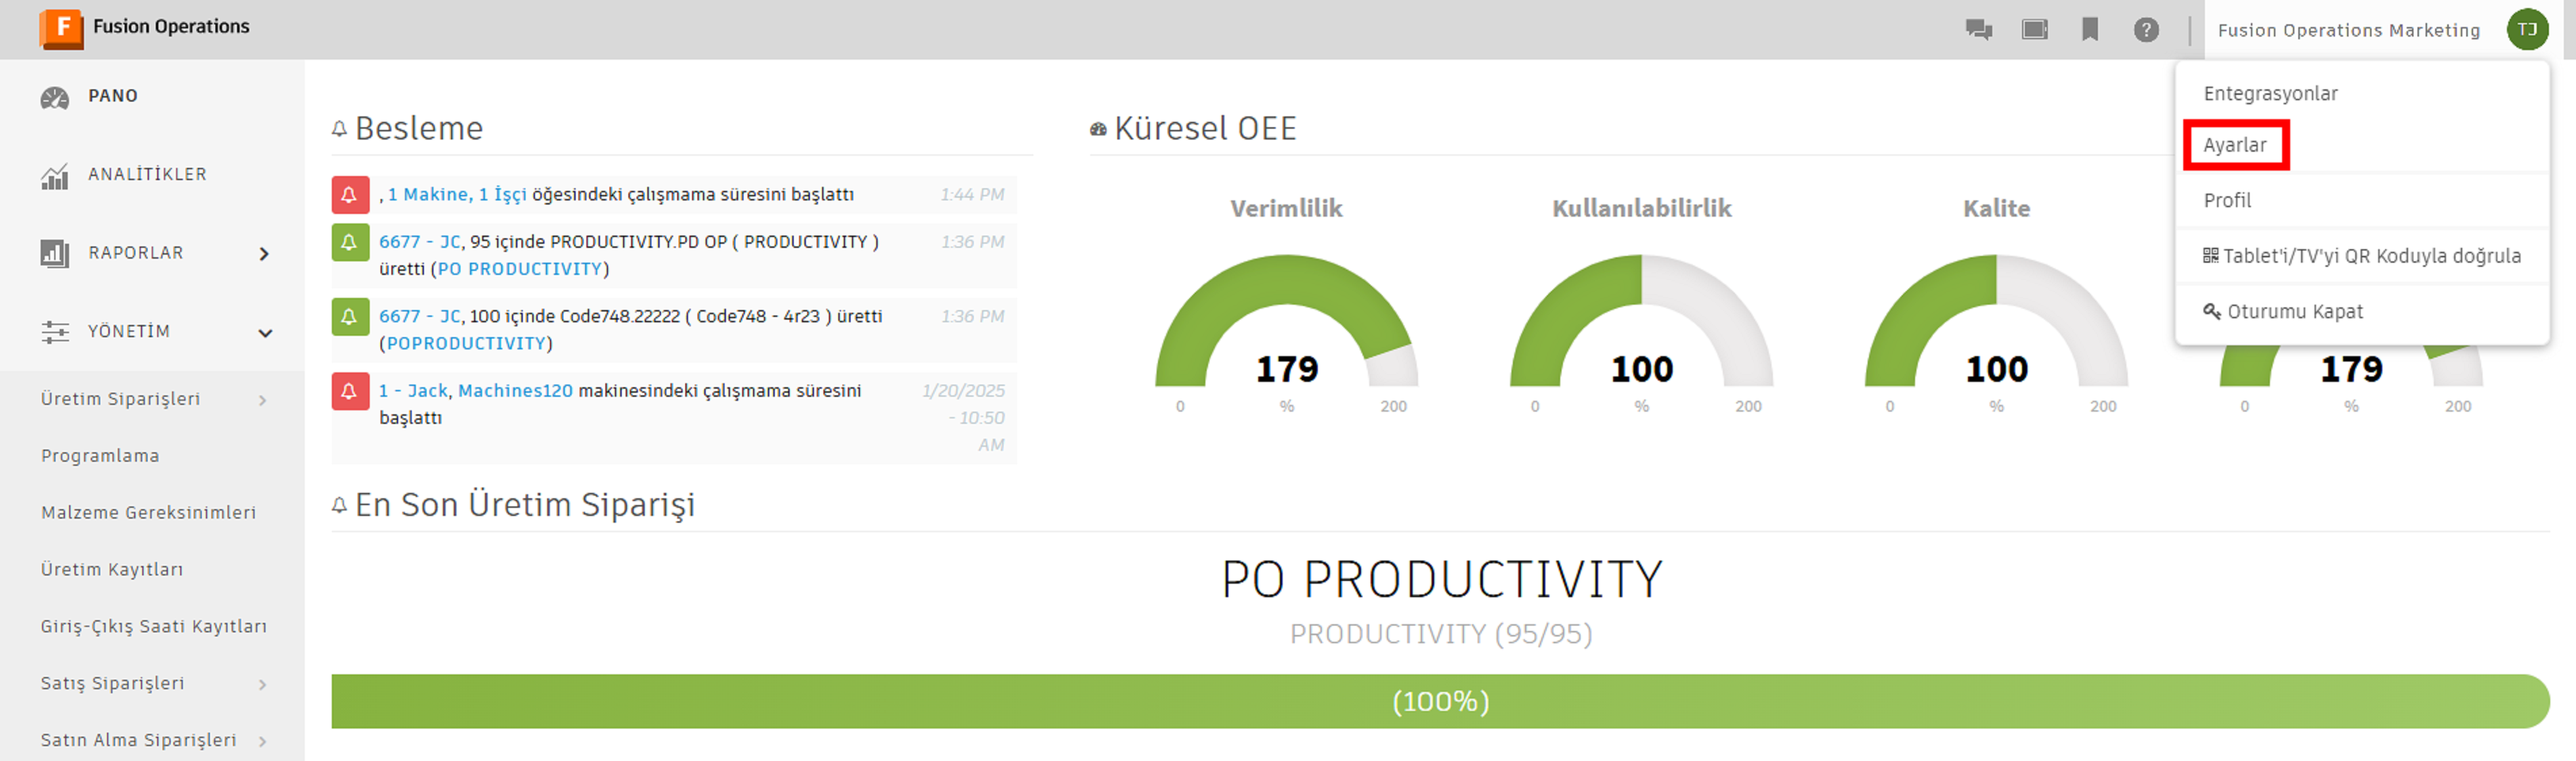 Fusion Operations
Fusion Operations Marketing
TJ
PANO
ANALİTİKLER
RAPORLAR
YÖNETİM
Üretim Siparişleri
Programlama
Malzeme Gereksinimleri
Üretim Kayıtları
Giriş-Çıkış Saati Kayıtları
Satış Siparişleri
Satın Alma Siparişleri
Besleme
, 1 Makine, 1 İşçi öğesindeki çalışmama süresini başlattı 1:44 PM
6677 - JC, 95 içinde PRODUCTIVITY.PD OP ( PRODUCTIVITY ) 1:36 PM
üretti (PO PRODUCTIVITY)
6677 - JC, 100 içinde Code748.22222 ( Code748 - 4r23 ) üretti 1:36 PM
(POPRODUCTIVITY)
1 - Jack, Machines120 makinesindeki çalışmama süresini 1/20/2025
başlattı - 10:50
AM
Küresel OEE
Verimlilik Kullanılabilirlik Kalite
179 100 100 179
0 % 200 0 % 200 0 % 200 0 % 200
Entegrasyonlar
Ayarlar
Profil
Tablet'i/TV'yi QR Koduyla doğrula
Oturumu Kapat
En Son Üretim Siparişi
PO PRODUCTIVITY
PRODUCTIVITY (95/95)
(100%)